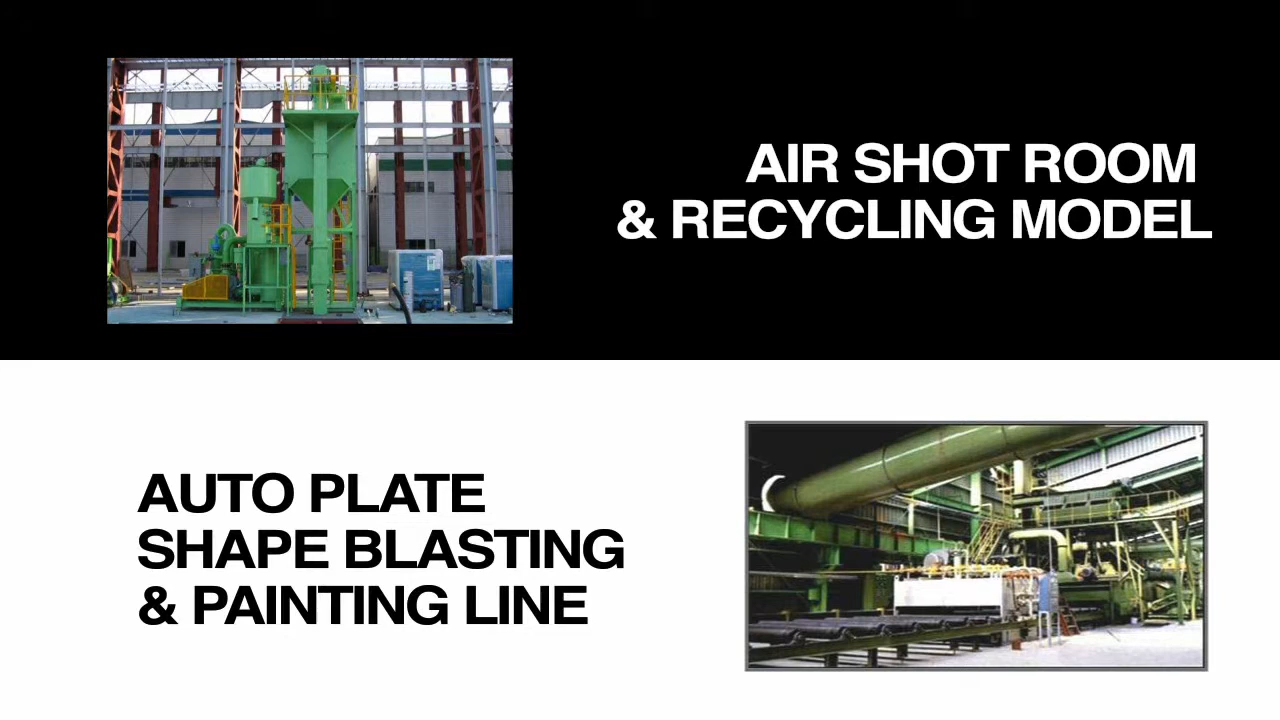 AIR SHOT ROOM
& RECYCLING MODEL
AUTO PLATE
SHAPE BLASTING
& PAINTING LINE